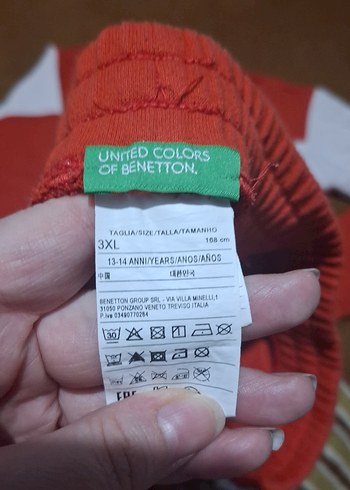 UNITED COLORS
OF BENETTON.
TAGLIA/SIZE/TALLA/TAMANHO
3XL 168 cm
13-14 ANNI/YEARS/ANOS/AÑOS
中国 대한민국
BENETTON GROUP SRL - VIA VILLA MINELLI,1
31050 PONZANO VENETO TREVISO ITALIA
P.Iva 03490770264
30